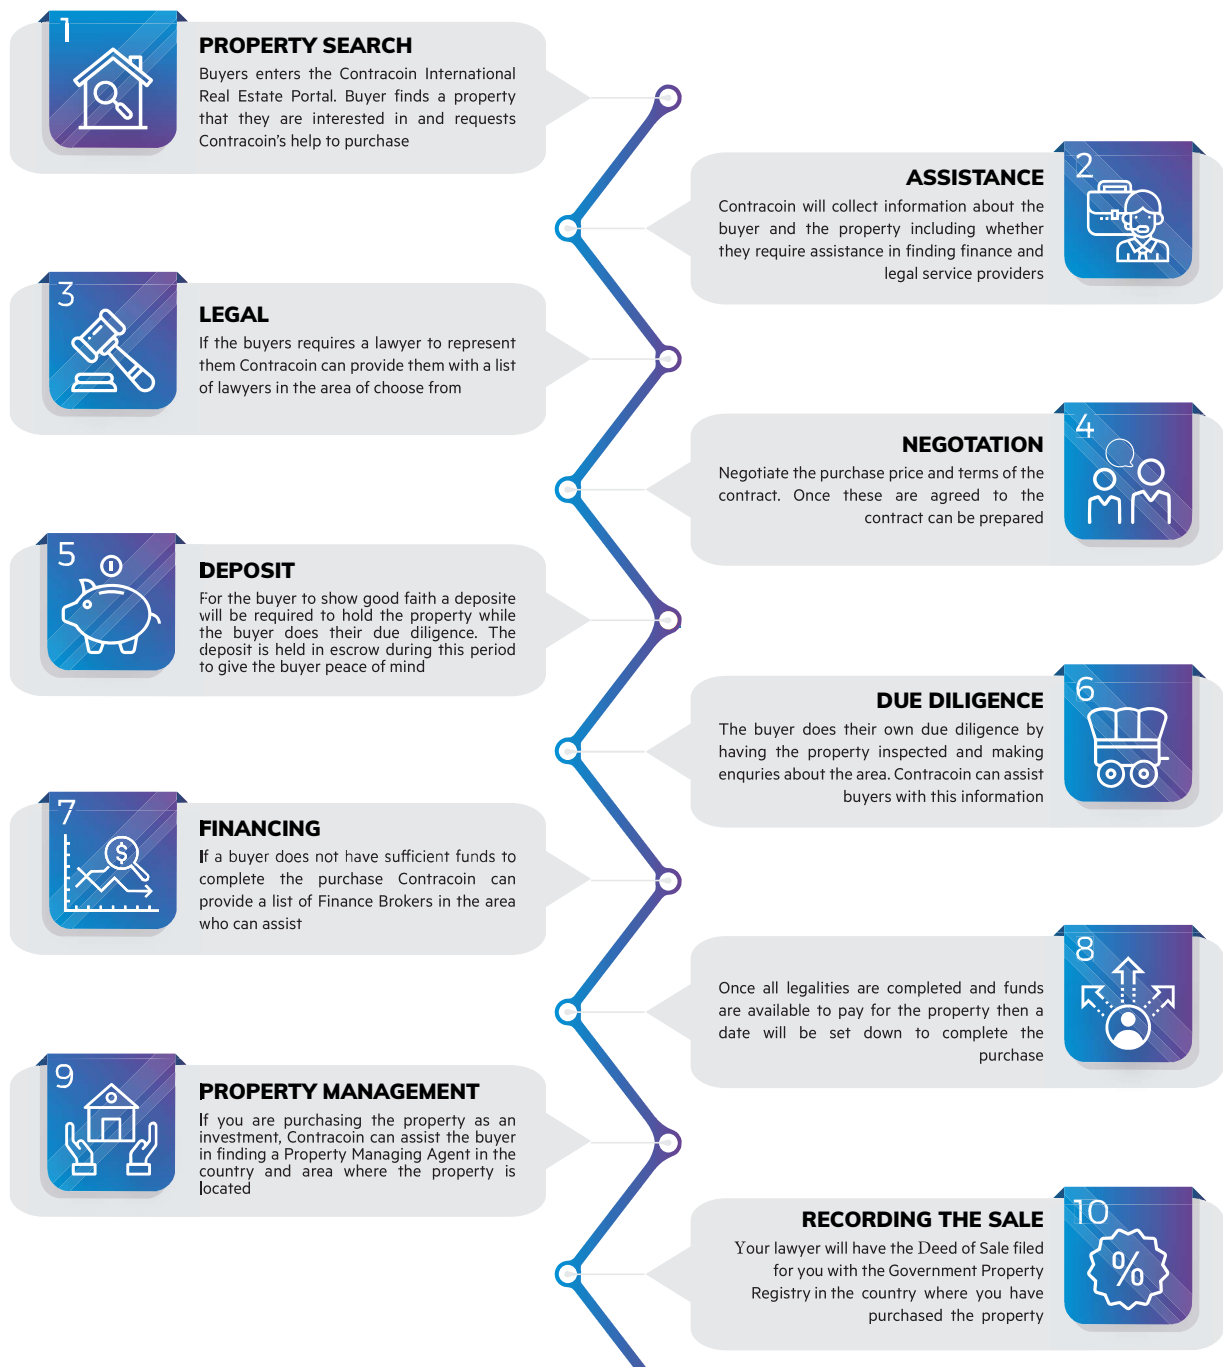 1
PROPERTY SEARCH
Buyers enters the Contracoin International
Real Estate Portal. Buyer finds a property
that they are interested in and requests
Contracoin's help to purchase
2
ASSISTANCE
Contracoin will collect information about the
buyer and the property including whether
they require assistance in finding finance and
legal service providers
3
LEGAL
If the buyers requires a lawyer to represent
them Contracoin can provide them with a list
of lawyers in the area of choose from
4
NEGOTATION
Negotiate the purchase price and terms of the
contract. Once these are agreed to the
contract can be prepared
5
DEPOSIT
For the buyer to show good faith a deposite
will be required to hold the property while
the buyer does their due diligence. The
deposit is held in escrow during this period
to give the buyer peace of mind
6
DUE DILIGENCE
The buyer does their own due diligence by
having the property inspected and making
enquries about the area. Contracoin can assist
buyers with this information
7
FINANCING
If a buyer does not have sufficient funds to
complete the purchase Contracoin can
provide a list of Finance Brokers in the area
who can assist
8
Once all legalities are completed and funds
are available to pay for the property then a
date will be set down to complete the
purchase
9
PROPERTY MANAGEMENT
If you are purchasing the property as an
investment, Contracoin can assist the buyer
in finding a Property Managing Agent in the
country and area where the property is
located
10
RECORDING THE SALE
Your lawyer will have the Deed of Sale filed
for you with the Government Property
Registry in the country where you have
purchased the property